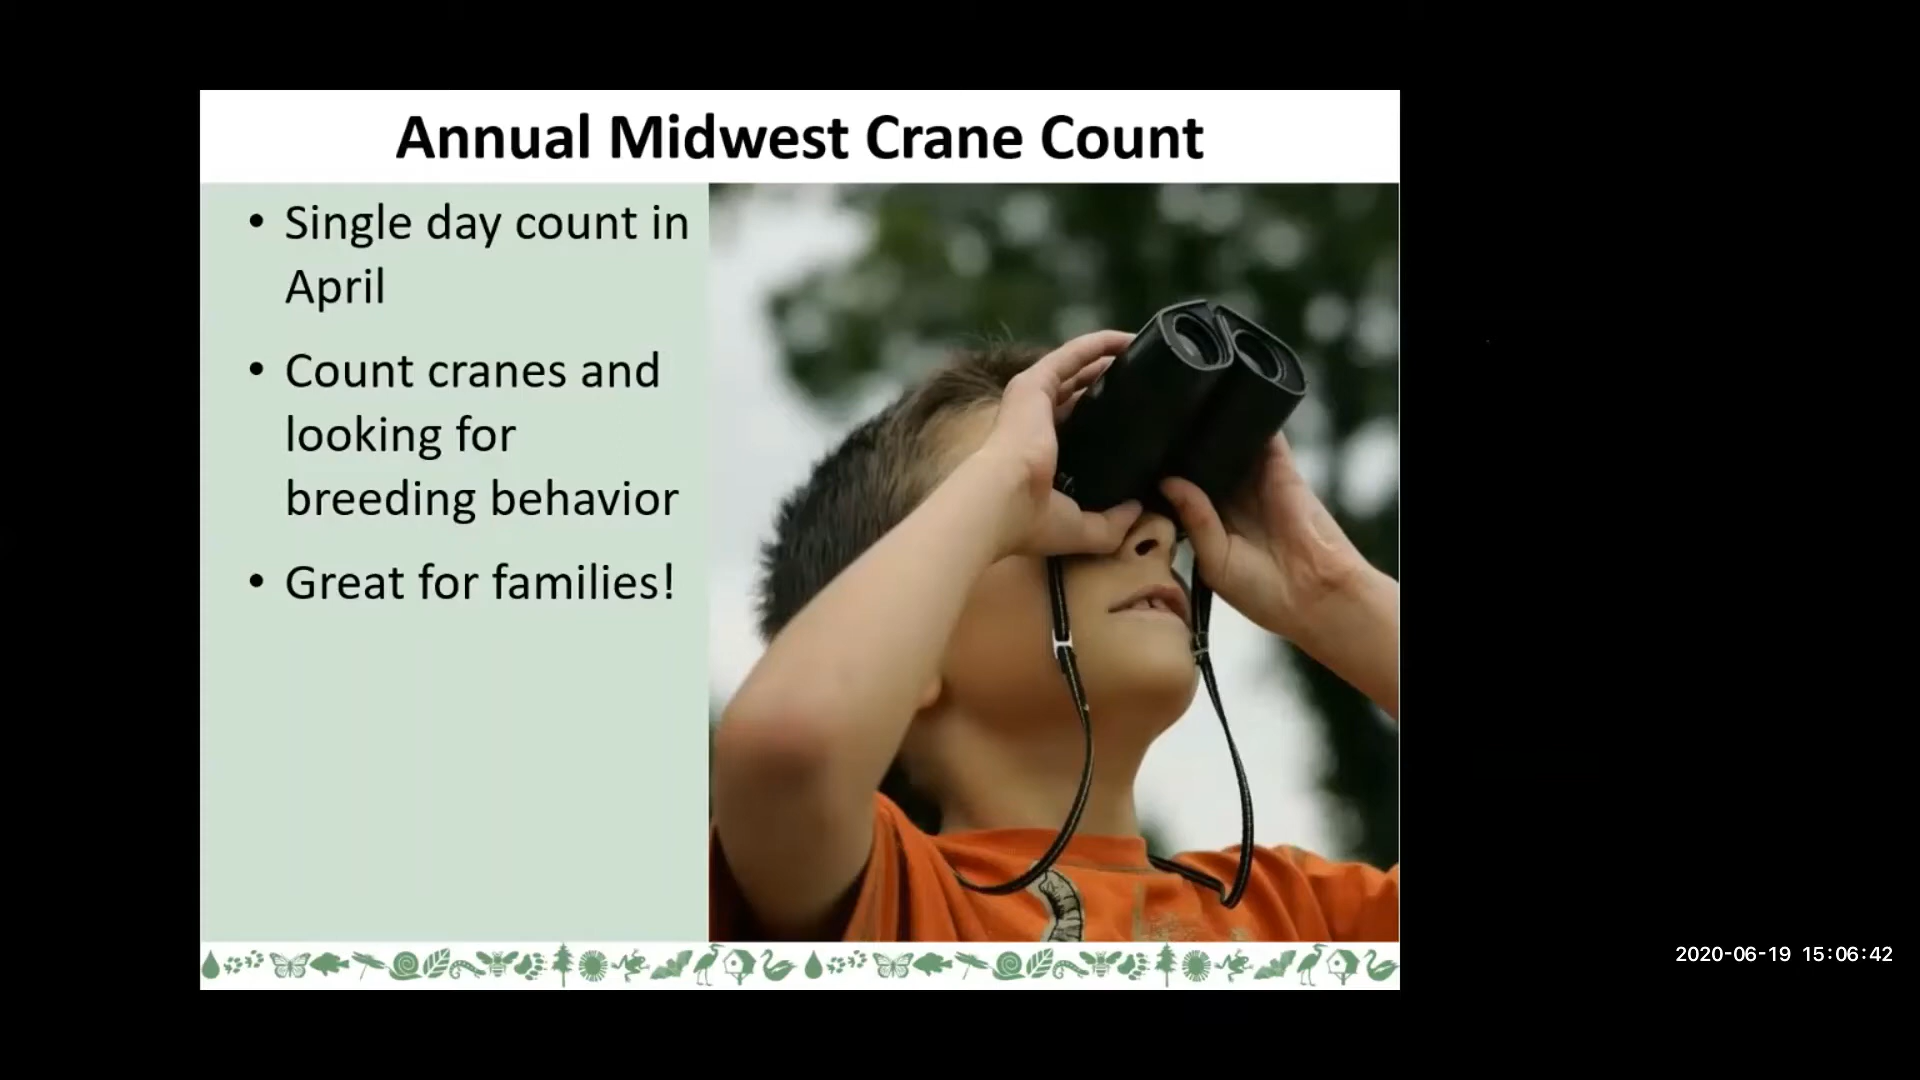 Annual Midwest Crane Count
• Single day count in
April
• Count cranes and
looking for
breeding behavior
• Great for families!
2020-06-19 15:06:42